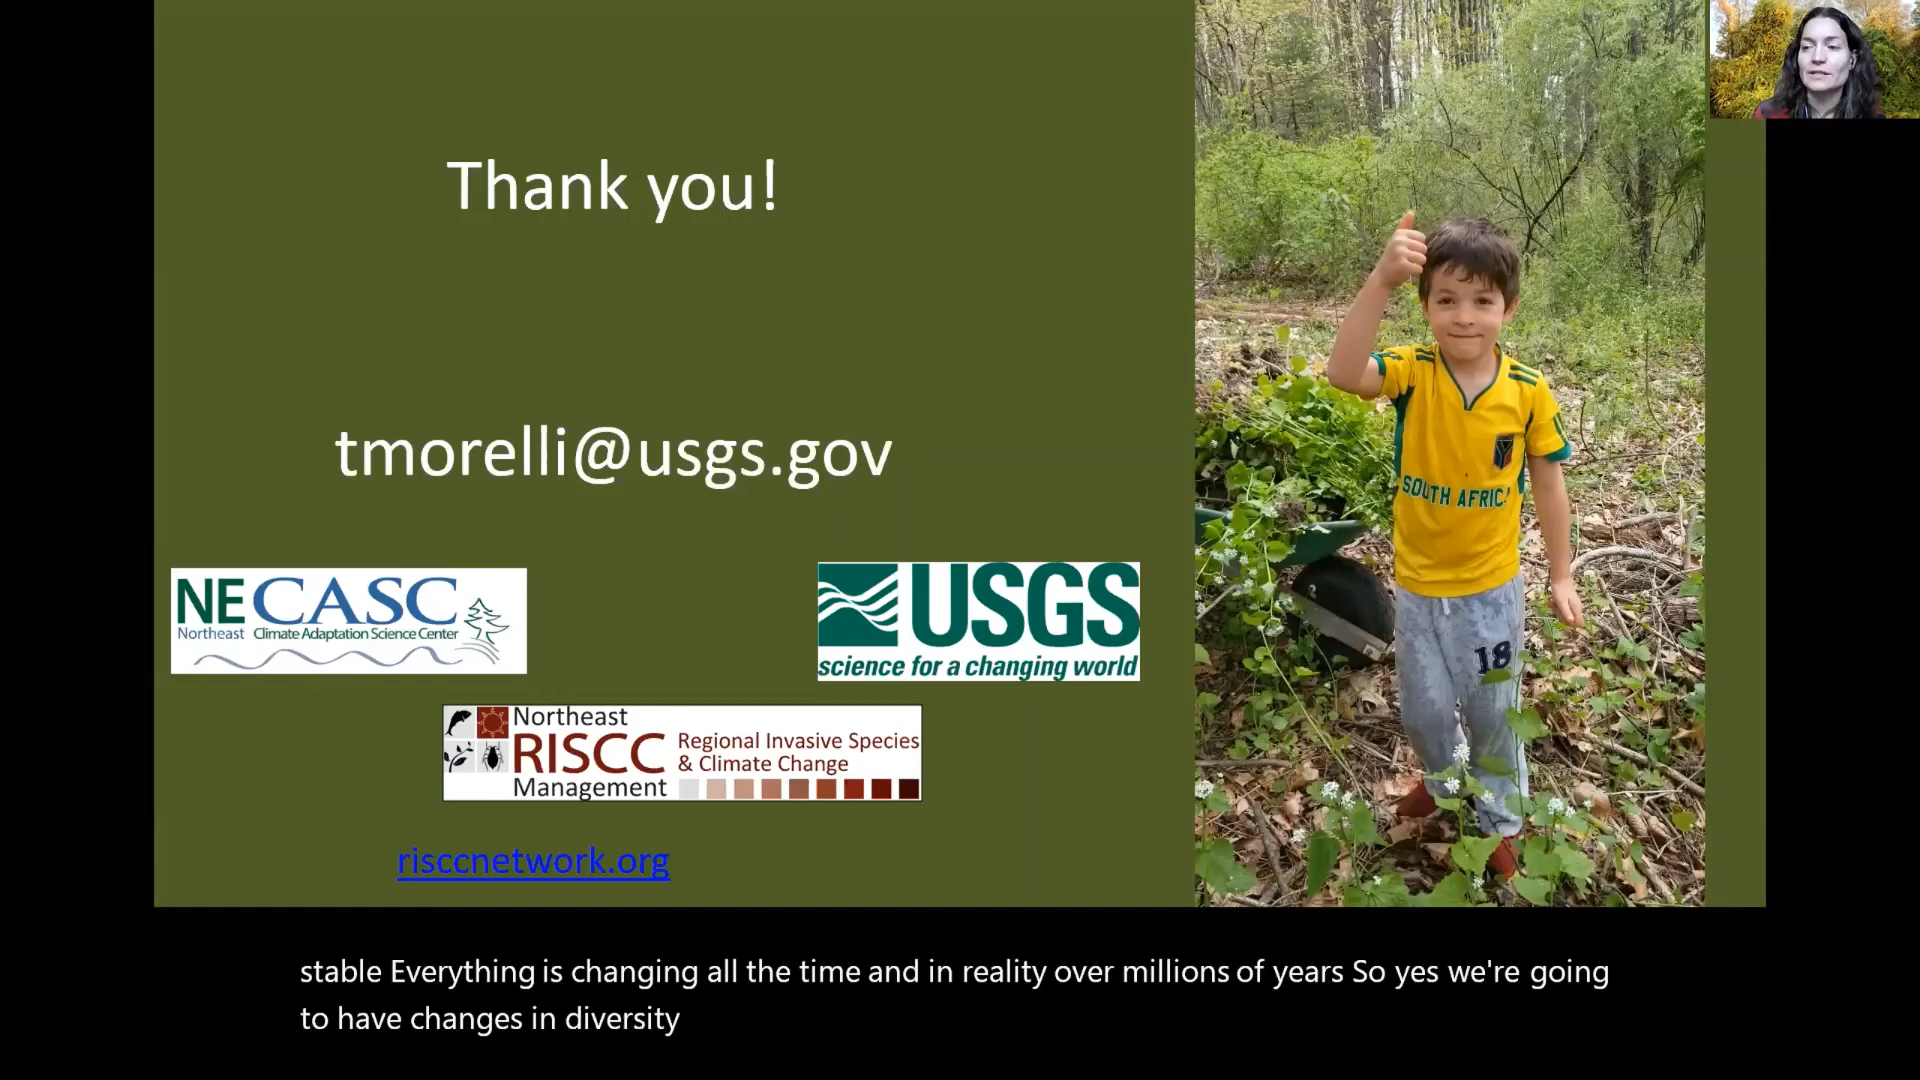 Thank you!
tmorelli@usgs.gov
NE CASC
Northeast Climate Adaptation Science Center
USGS
science for a changing world
Northeast
RISCC
Management
Regional Invasive Species
& Climate Change
risccnetwork.org
SOUTH AFRIC
18
stable Everything is changing all the time and in reality over millions of years So yes we're going
to have changes in diversity